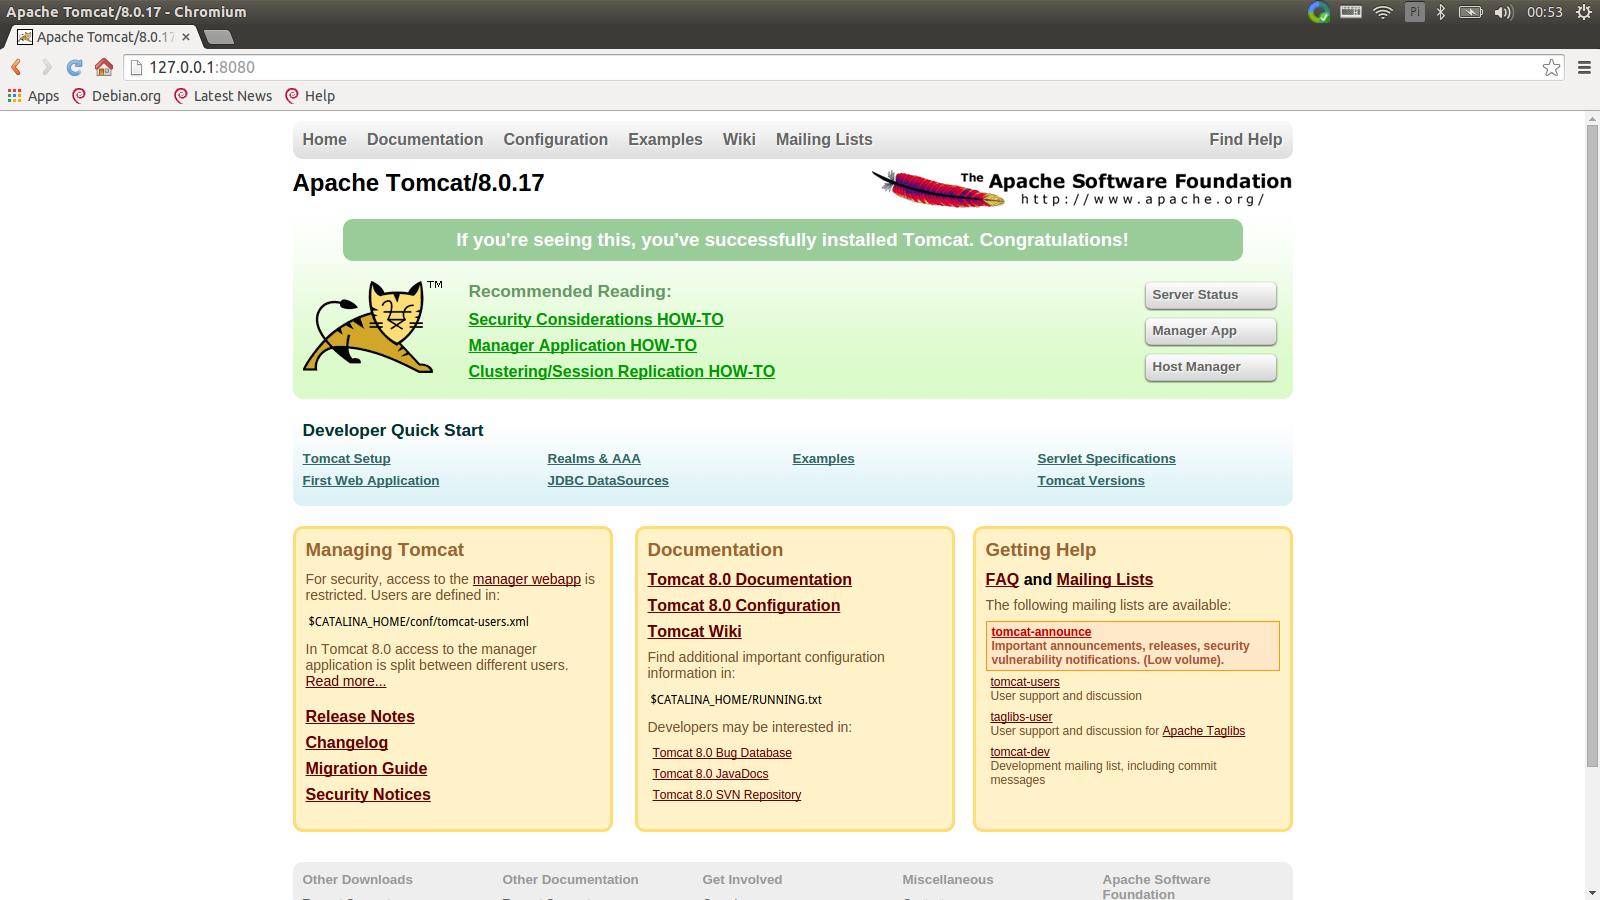 Apache Tomcat/8.0.17 - Chromium
Pi
00:53
Apache Tomcat/8.0.17
127.0.0.1:8080
Apps Debian.org Latest News Help
Home Documentation Configuration Examples Wiki Mailing Lists Find Help
Apache Tomcat/8.0.17
The Apache Software Foundation
http://www.apache.org/
If you're seeing this, you've successfully installed Tomcat. Congratulations!
TM
Recommended Reading:
Security Considerations HOW-TO
Manager Application HOW-TO
Clustering/Session Replication HOW-TO
Server Status
Manager App
Host Manager
Developer Quick Start
Tomcat Setup Realms & AAA Examples Servlet Specifications
First Web Application JDBC DataSources Tomcat Versions
Managing Tomcat
For security, access to the manager webapp is
restricted. Users are defined in:
$CATALINA_HOME/conf/tomcat-users.xml
In Tomcat 8.0 access to the manager
application is split between different users.
Read more...
Release Notes
Changelog
Migration Guide
Security Notices
Documentation
Tomcat 8.0 Documentation
Tomcat 8.0 Configuration
Tomcat Wiki
Find additional important configuration
information in:
$CATALINA_HOME/RUNNING.txt
Developers may be interested in:
Tomcat 8.0 Bug Database
Tomcat 8.0 JavaDocs
Tomcat 8.0 SVN Repository
Getting Help
FAQ and Mailing Lists
The following mailing lists are available:
tomcat-announce
Important announcements, releases, security
vulnerability notifications. (Low volume).
tomcat-users
User support and discussion
taglibs-user
User support and discussion for Apache Taglibs
tomcat-dev
Development mailing list, including commit
messages
Other Downloads Other Documentation Get Involved Miscellaneous Apache Software
Foundation